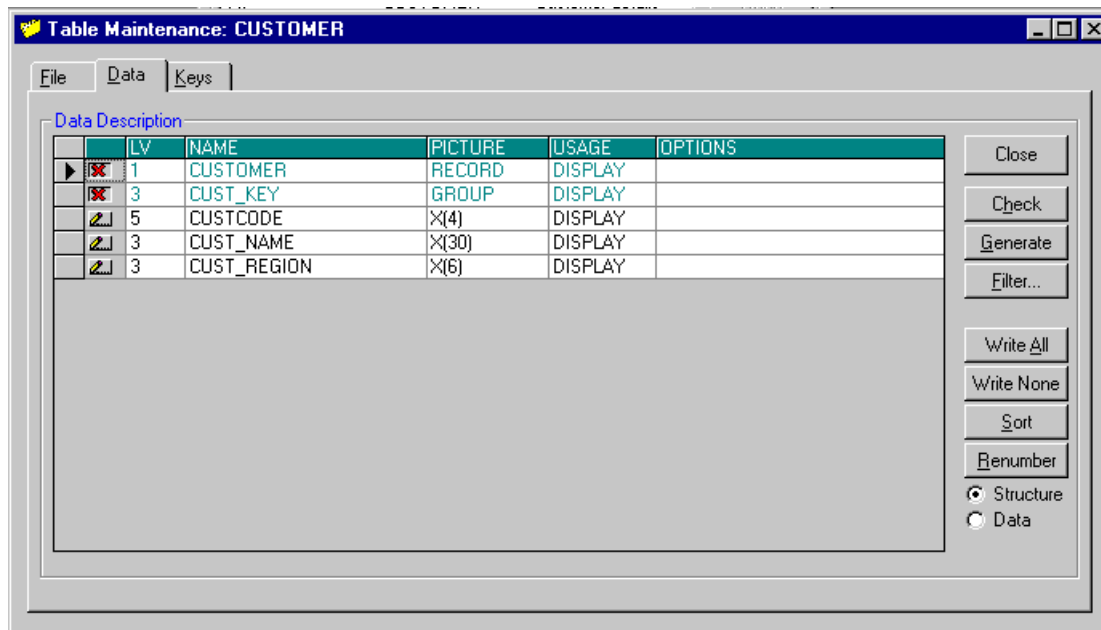 Table Maintenance: CUSTOMER
File Data Keys
Data Description
LV NAME PICTURE USAGE OPTIONS
1 CUSTOMER RECORD DISPLAY
3 CUST_KEY GROUP DISPLAY
5 CUSTCODE X(4) DISPLAY
3 CUST_NAME X(30) DISPLAY
3 CUST_REGION X(6) DISPLAY
Close
Check
Generate
Filter...
Write All
Write None
Sort
Renumber
Structure
Data